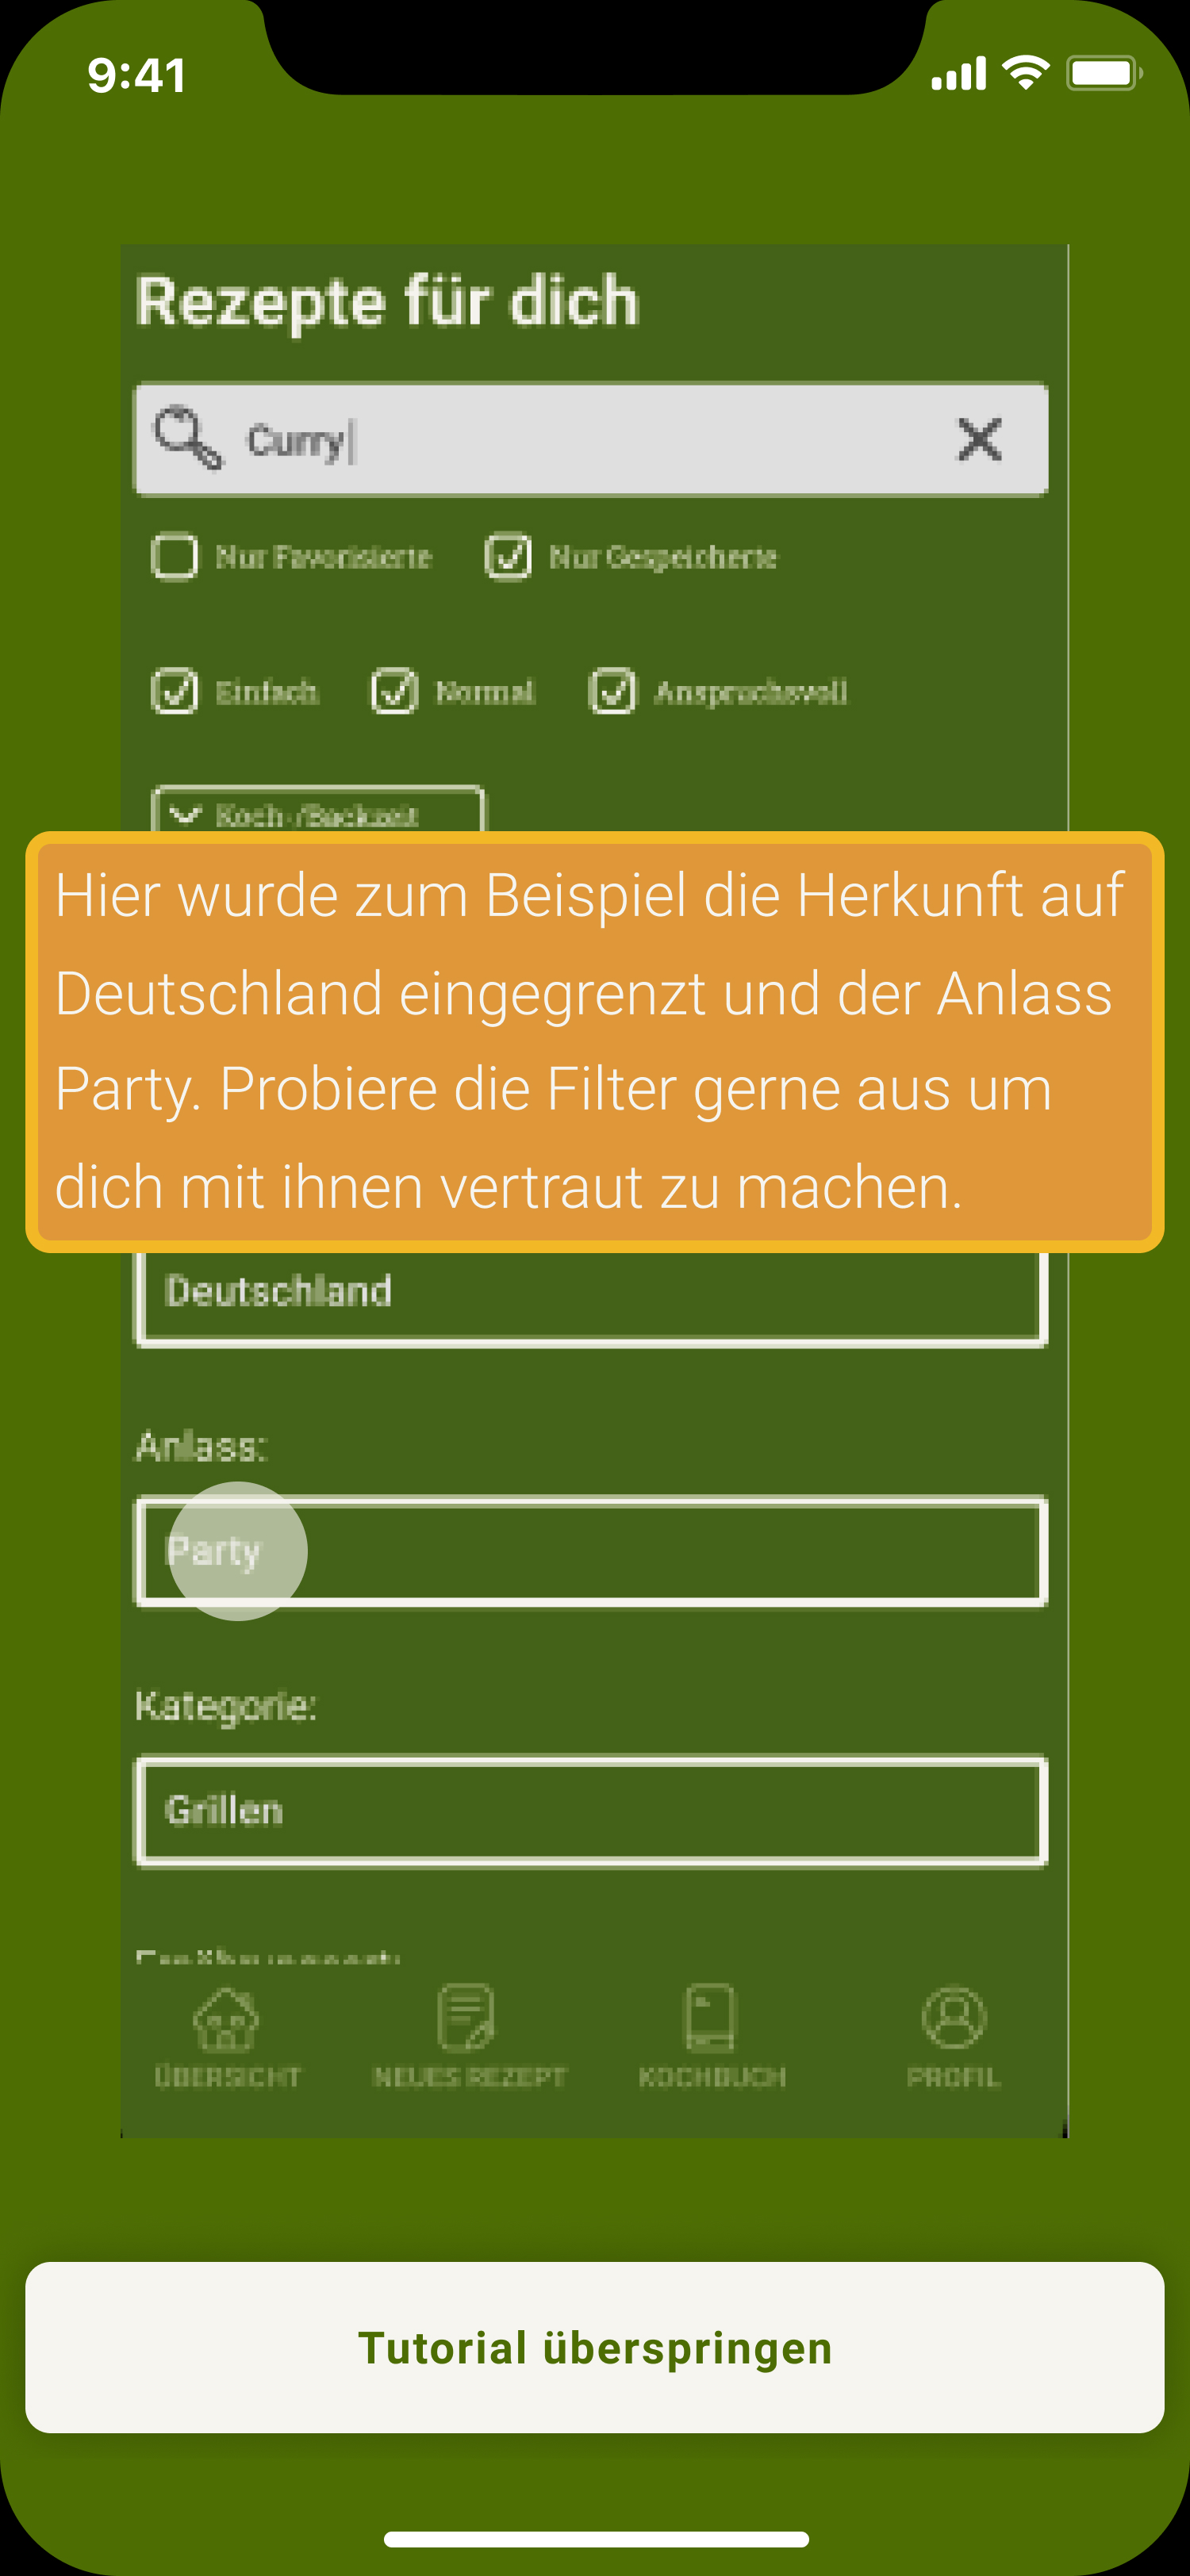 9:41
Rezepte für dich
Curry
Nur Favorisierte Nur Gespeicherte
Einfach Normal Anspruchsvoll
Koch-/Backzeit
Hier wurde zum Beispiel die Herkunft auf
Deutschland eingegrenzt und der Anlass
Party. Probiere die Filter gerne aus um
dich mit ihnen vertraut zu machen.
Deutschland
Anlass:
Party
Kategorie:
Grillen
ÜBERSICHT NEUES REZEPT KOCHBUCH PROFIL
Tutorial überspringen